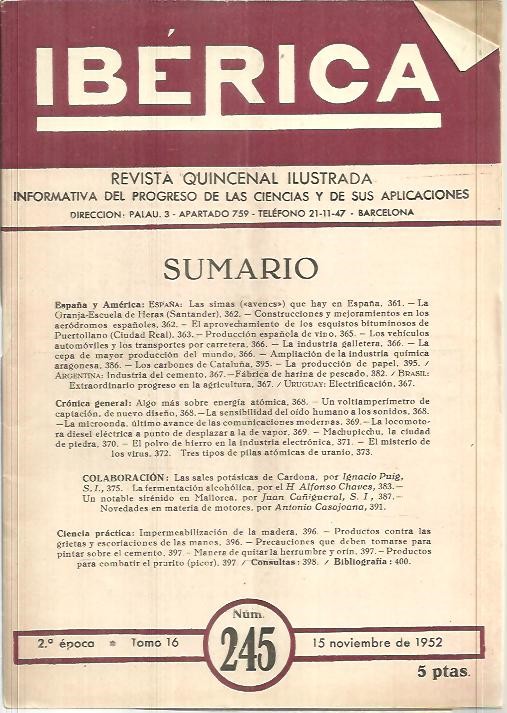 IBÉRICA
REVISTA QUINCENAL ILUSTRADA
INFORMATIVA DEL PROGRESO DE LAS CIENCIAS Y DE SUS APLICACIONES
DIRECCION: PALAU. 3 - APARTADO 759 - TELÉFONO 21-11-47 - BARCELONA
SUMARIO
España y América: ESPAÑA: Las simas («avencs») que hay en España, 361. — La
Granja-Escuela de Heras (Santander). 362. — Construcciones y mejoramientos en los
aeródromos españoles, 362. — El aprovechamiento de los esquistos bituminosos de
Puertollano (Ciudad Real). 363. — Producción española de vino. 365. — Los vehículos
automóviles y los transportes por carretera, 366. — La industria galletera, 366. — La
cepa de mayor producción del mundo, 366. — Ampliación de la industria química
aragonesa, 386. — Los carbones de Cataluña, 395. — La producción de papel, 395. /
ARGENTINA: Industria del cemento, 367. — Fábrica de harina de pescado, 382. / BRASIL:
Extraordinario progreso en la agricultura, 367. / URUGUAY: Electrificación, 367.
Crónica general: Algo más sobre energía atómica, 368. — Un voltiamperímetro de
captación, de nuevo diseño, 368. — La sensibilidad del oído humano a los sonidos, 368.
— La microonda, último avance de las comunicaciones modernas. 369. — La locomoto-
ra diesel eléctrica a punto de desplazar a la de vapor. 369. — Machupicchu, la ciudad
de piedra, 370. — El polvo de hierro en la industria electrónica, 371. — El misterio de
los virus. 372. Tres tipos de pilas atómicas de uranio, 373.
COLABORACIÓN: Las sales potásicas de Cardona, por Ignacio Puig,
S. I., 375. La fermentación alcohólica, por el H Alfonso Chaves, 383. —
Un notable sirénido en Mallorca, por Juan Cañigueral, S. I, 387. —
Novedades en materia de motores, por Antonio Casajoana, 391.
Ciencia práctica: Impermeabilización de la madera, 396. — Productos contra las
grietas y escoriaciones de las manos, 396. — Precauciones que deben tomarse para
pintar sobre el cemento, 397. — Manera de quitar la herrumbre y orín, 397. — Productos
para combatir el prurito (picor). 397 / Consultas: 398. / Bibliografía: 400.
Núm.
2.ª época Tomo 16 245 15 noviembre de 1952
5 ptas.